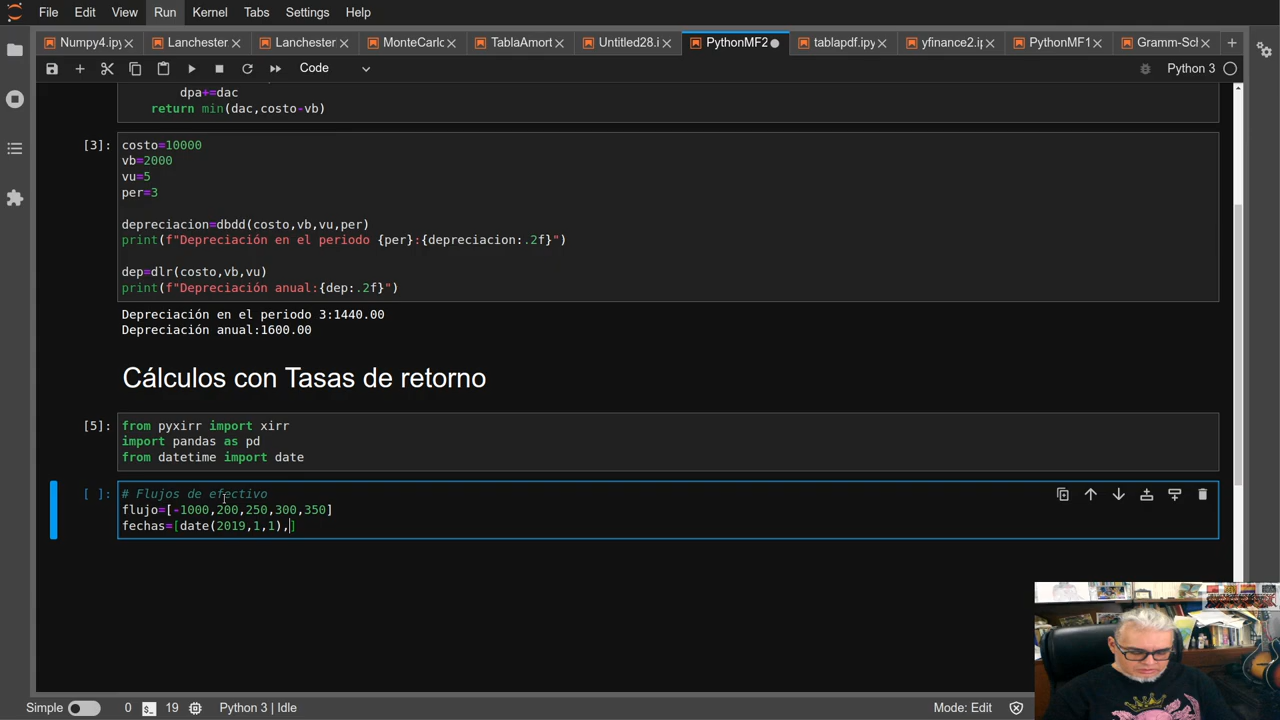 File Edit View Run Kernel Tabs Settings Help
Numpy4.ipy Lanchester Lanchester MonteCarlo TablaAmort Untitled28.i PythonMF2 tablapdf.ipy yfinance2.ip PythonMF1 Gramm-Scl
Code Python 3
dpa+=dac
return min(dac,costo-vb)
[3]:
costo=10000
vb=2000
vu=5
per=3
depreciacion=dbdd(costo,vb,vu,per)
print(f"Depreciación en el periodo {per}:{depreciacion:.2f}")
dep=dlr(costo,vb,vu)
print(f"Depreciación anual:{dep:.2f}")
Depreciación en el periodo 3:1440.00
Depreciación anual:1600.00
Cálculos con Tasas de retorno
[5]:
from pyxirr import xirr
import pandas as pd
from datetime import date
[ ]:
# Flujos de efectivo
flujo=[-1000,200,250,300,350]
fechas=[date(2019,1,1),]
Simple 0 19 Python 3 | Idle Mode: Edit